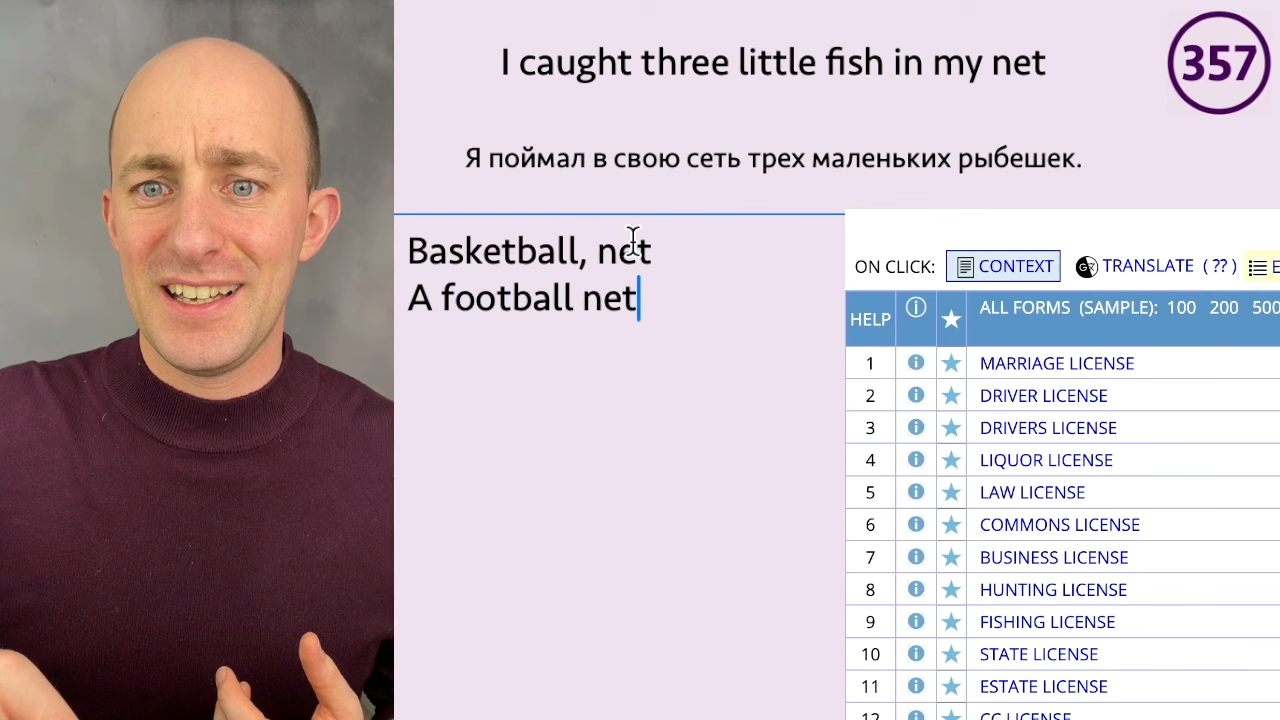 I caught three little fish in my net
357
Я поймал в свою сеть трех маленьких рыбешек.
Basketball, net
A football net
ON CLICK: CONTEXT TRANSLATE ( ?? )
HELP ALL FORMS (SAMPLE): 100 200 500
1 MARRIAGE LICENSE
2 DRIVER LICENSE
3 DRIVERS LICENSE
4 LIQUOR LICENSE
5 LAW LICENSE
6 COMMONS LICENSE
7 BUSINESS LICENSE
8 HUNTING LICENSE
9 FISHING LICENSE
10 STATE LICENSE
11 ESTATE LICENSE
12 CC LICENSE